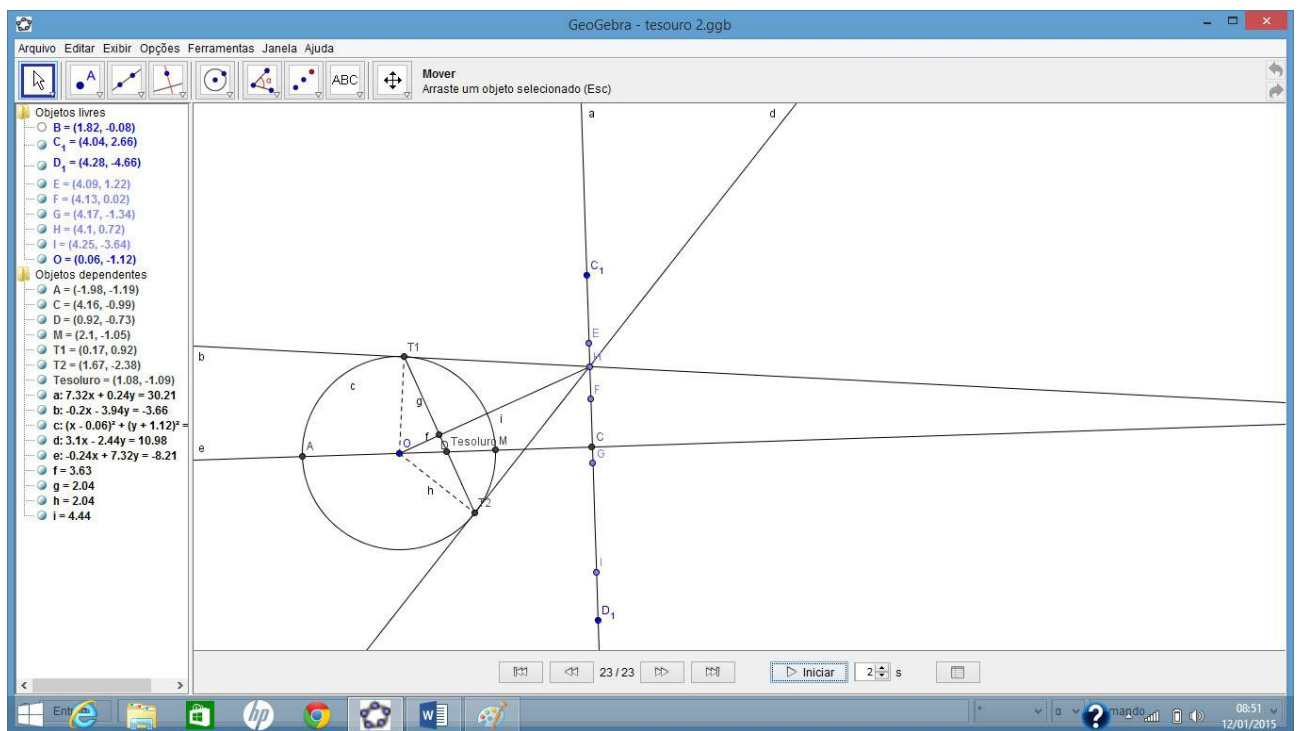 GeoGebra - tesouro 2.ggb
Arquivo Editar Exibir Opções Ferramentas Janela Ajuda
A
α
ABC
Mover
Arraste um objeto selecionado (Esc)
Objetos livres
B = (1.82, -0.08)
C₁ = (4.04, 2.66)
D₁ = (4.28, -4.66)
E = (4.09, 1.22)
F = (4.13, 0.02)
G = (4.17, -1.34)
H = (4.1, 0.72)
I = (4.25, -3.64)
O = (0.06, -1.12)
Objetos dependentes
A = (-1.98, -1.19)
C = (4.16, -0.99)
D = (0.92, -0.73)
M = (2.1, -1.05)
T1 = (0.17, 0.92)
T2 = (1.67, -2.38)
Tesoluro = (1.08, -1.09)
a: 7.32x + 0.24y = 30.21
b: -0.2x - 3.94y = -3.66
c: (x - 0.06)² + (y + 1.12)² =
d: 3.1x - 2.44y = 10.98
e: -0.24x + 7.32y = -8.21
f = 3.63
g = 2.04
h = 2.04
i = 4.44
a
d
C₁
E
T1
b
H
c
F
g
i
f
O
D
Tesoluro
M
C
A
e
G
h
T2
I
D₁
23 / 23
Iniciar
2
s
hp
W
α
?
08:51
12/01/2015